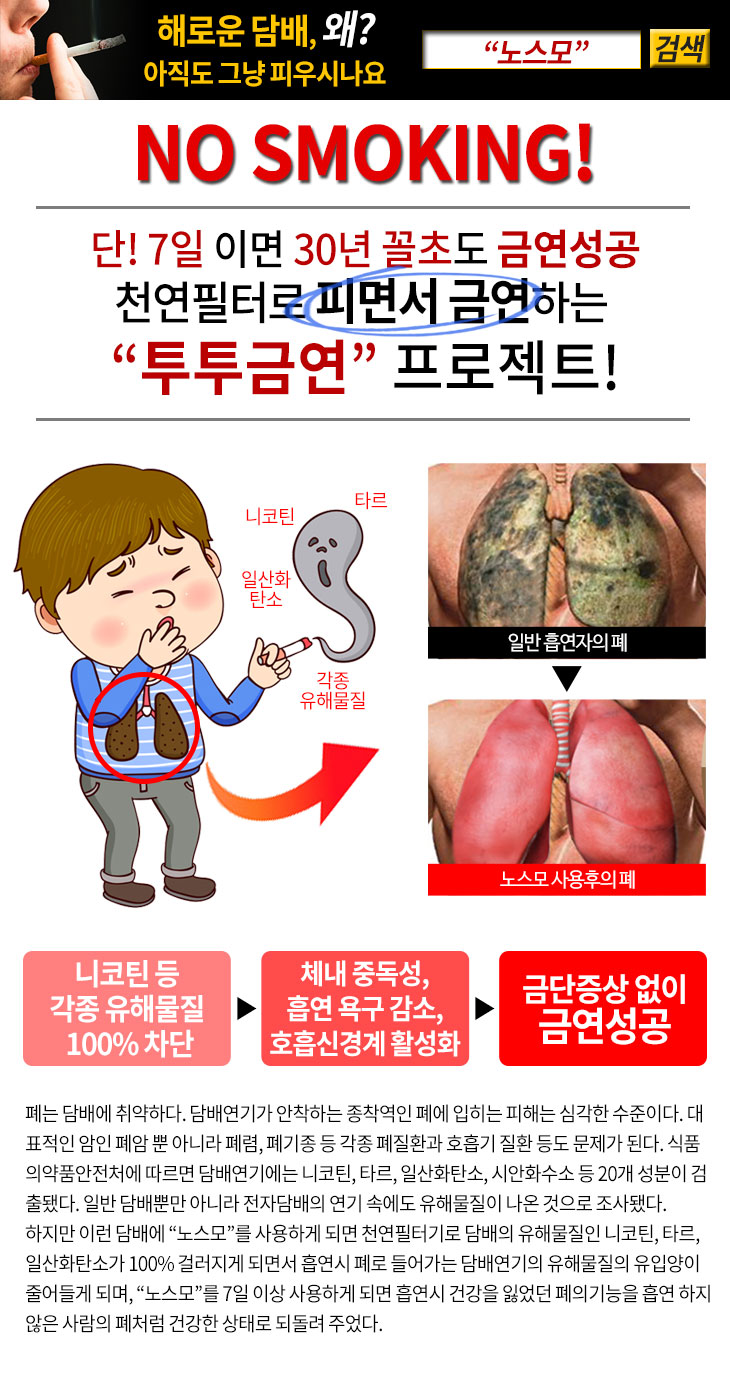 해로운 담배, 왜?
아직도 그냥 피우시나요
“노스모”
검색
NO SMOKING!
단! 7일 이면 30년 꼴초도 금연성공
천연필터로 피면서 금연하는
“투투금연” 프로젝트!
니코틴
타르
일산화
탄소
각종
유해물질
일반 흡연자의 폐
노스모 사용후의 폐
니코틴 등
각종 유해물질
100% 차단
체내 중독성,
흡연 욕구 감소,
호흡신경계 활성화
금단증상 없이
금연성공
폐는 담배에 취약하다. 담배연기가 안착하는 종착역인 폐에 입히는 피해는 심각한 수준이다. 대
표적인 암인 폐암 뿐 아니라 폐렴, 폐기종 등 각종 폐질환과 호흡기 질환 등도 문제가 된다. 식품
의약품안전처에 따르면 담배연기에는 니코틴, 타르, 일산화탄소, 시안화수소 등 20개 성분이 검
출됐다. 일반 담배뿐만 아니라 전자담배의 연기 속에도 유해물질이 나온 것으로 조사됐다.
하지만 이런 담배에 “노스모”를 사용하게 되면 천연필터기로 담배의 유해물질인 니코틴, 타르,
일산화탄소가 100% 걸러지게 되면서 흡연시 폐로 들어가는 담배연기의 유해물질의 유입양이
줄어들게 되며, “노스모”를 7일 이상 사용하게 되면 흡연시 건강을 잃었던 폐의기능을 흡연 하지
않은 사람의 폐처럼 건강한 상태로 되돌려 주었다.